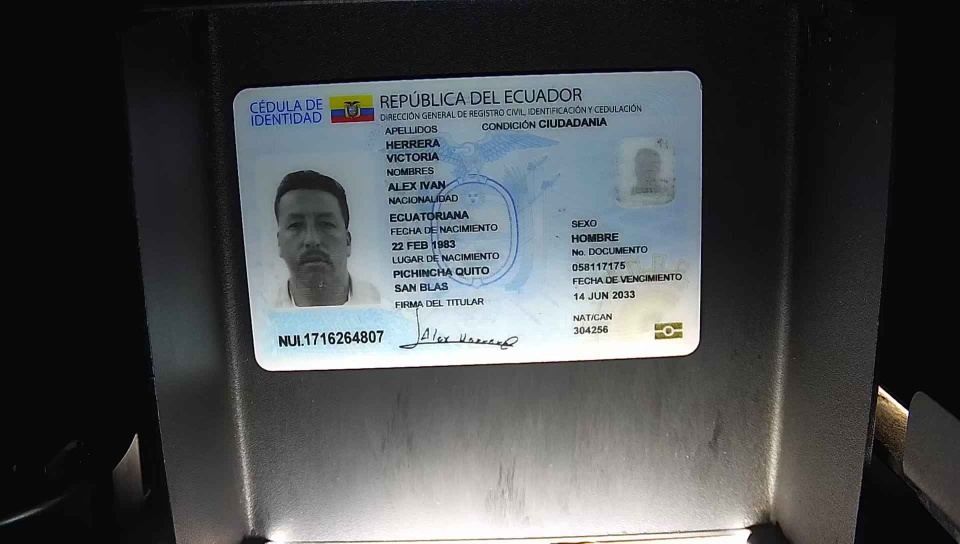 CÉDULA DE
IDENTIDAD
REPÚBLICA DEL ECUADOR
DIRECCIÓN GENERAL DE REGISTRO CIVIL, IDENTIFICACIÓN Y CEDULACIÓN
APELLIDOS
CONDICIÓN CIUDADANIA
HERRERA
VICTORIA
NOMBRES
ALEX IVAN
NACIONALIDAD
ECUATORIANA
FECHA DE NACIMIENTO
22 FEB 1983
LUGAR DE NACIMIENTO
PICHINCHA QUITO
SAN BLAS
FIRMA DEL TITULAR
SEXO
HOMBRE
No. DOCUMENTO
058117175
FECHA DE VENCIMIENTO
14 JUN 2033
NAT/CAN
304256
NUI.1716264807
Alex Herrera